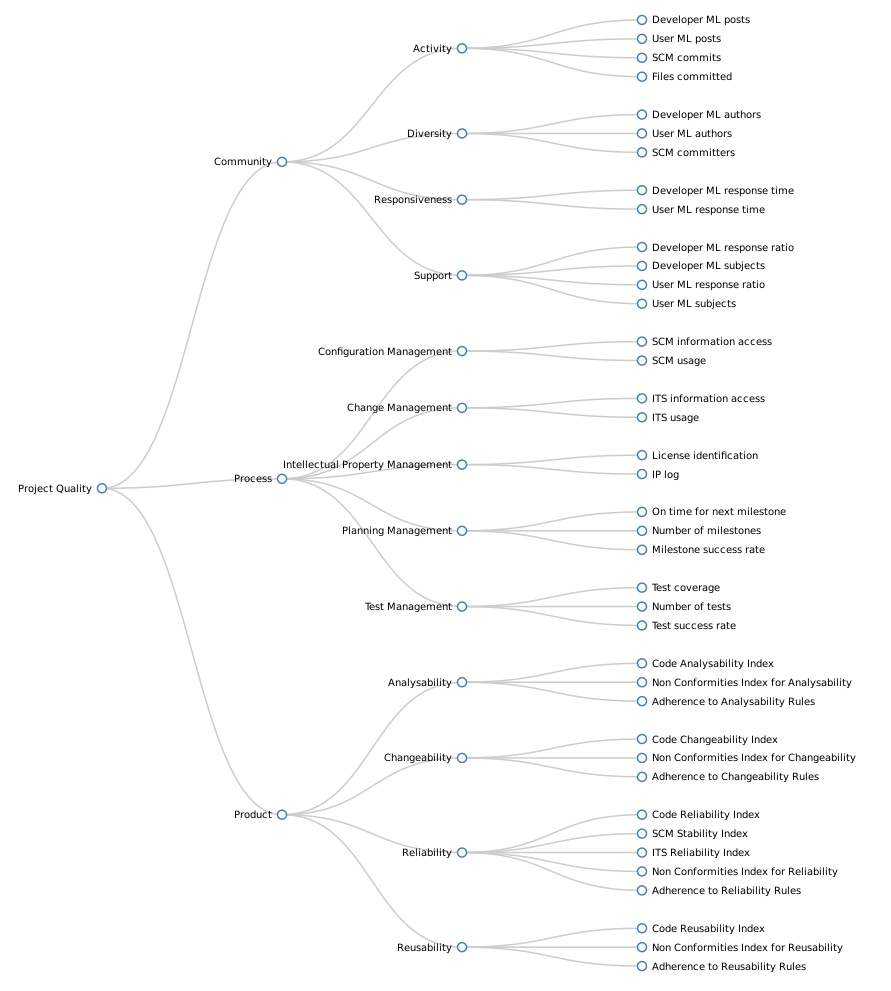 Project Quality
Community
Activity
Developer ML posts
User ML posts
SCM commits
Files committed
Diversity
Developer ML authors
User ML authors
SCM committers
Responsiveness
Developer ML response time
User ML response time
Support
Developer ML response ratio
Developer ML subjects
User ML response ratio
User ML subjects
Process
Configuration Management
SCM information access
SCM usage
Change Management
ITS information access
ITS usage
Intellectual Property Management
License identification
IP log
Planning Management
On time for next milestone
Number of milestones
Milestone success rate
Test Management
Test coverage
Number of tests
Test success rate
Product
Analysability
Code Analysability Index
Non Conformities Index for Analysability
Adherence to Analysability Rules
Changeability
Code Changeability Index
Non Conformities Index for Changeability
Adherence to Changeability Rules
Reliability
Code Reliability Index
SCM Stability Index
ITS Reliability Index
Non Conformities Index for Reliability
Adherence to Reliability Rules
Reusability
Code Reusability Index
Non Conformities Index for Reusability
Adherence to Reusability Rules